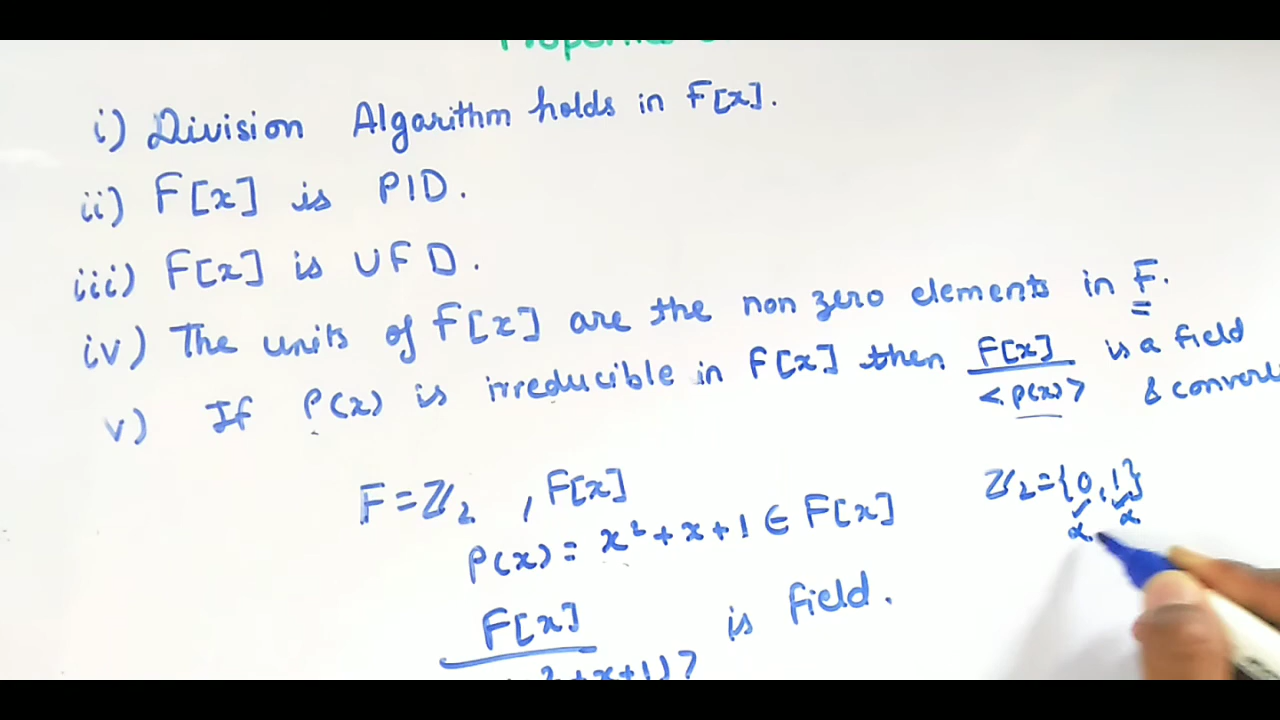 i) Division Algorithm holds in F[x].
ii) F[x] is PID.
iii) F[x] is UFD.
iv) The units of F[x] are the non zero elements in F.
v) If P(x) is irreducible in F[x] then F[x] / <P(x)> is a field
& conver
F = ℤ2 , F[x]
ℤ2 = {0, 1}
α α
P(x) = x² + x + 1 ∈ F[x]
F[x] is field.